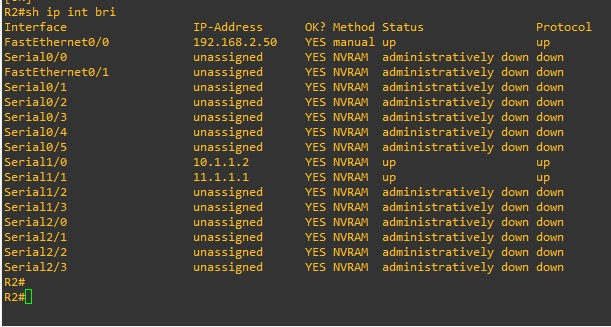 R2#sh ip int bri
Interface                  IP-Address      OK? Method Status                Protocol
FastEthernet0/0            192.168.2.50    YES manual up                    up
Serial0/0                  unassigned      YES NVRAM  administratively down down
FastEthernet0/1            unassigned      YES NVRAM  administratively down down
Serial0/1                  unassigned      YES NVRAM  administratively down down
Serial0/2                  unassigned      YES NVRAM  administratively down down
Serial0/3                  unassigned      YES NVRAM  administratively down down
Serial0/4                  unassigned      YES NVRAM  administratively down down
Serial0/5                  unassigned      YES NVRAM  administratively down down
Serial1/0                  10.1.1.2        YES NVRAM  up                    up
Serial1/1                  11.1.1.1        YES NVRAM  up                    up
Serial1/2                  unassigned      YES NVRAM  administratively down down
Serial1/3                  unassigned      YES NVRAM  administratively down down
Serial2/0                  unassigned      YES NVRAM  administratively down down
Serial2/1                  unassigned      YES NVRAM  administratively down down
Serial2/2                  unassigned      YES NVRAM  administratively down down
Serial2/3                  unassigned      YES NVRAM  administratively down down
R2#
R2#